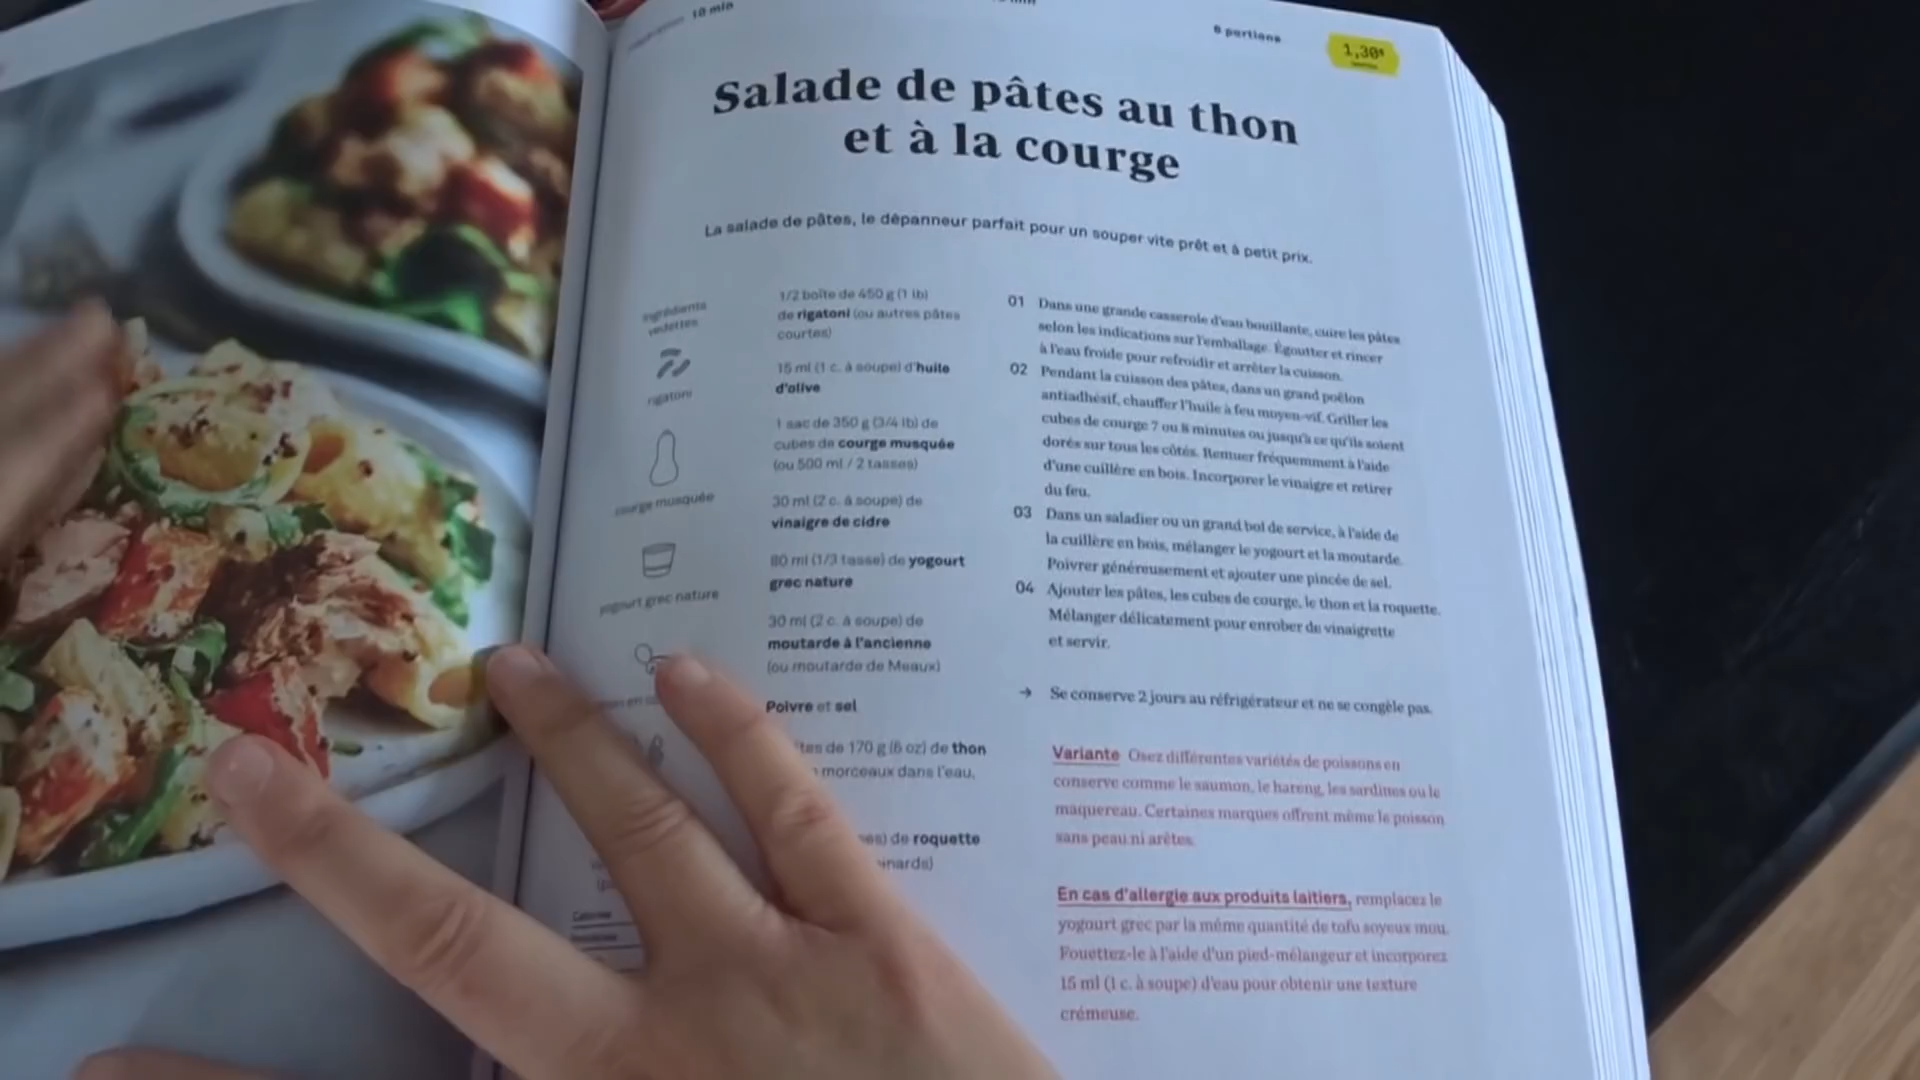 10 min
6 portions
1,30$
Salade de pâtes au thon
et à la courge
La salade de pâtes, le dépanneur parfait pour un souper vite prêt et à petit prix.
ingrédients
vedettes
rigatoni
courge musquée
yogourt grec nature
1/2 boîte de 450 g (1 lb)
de rigatoni (ou autres pâtes
courtes)
15 ml (1 c. à soupe) d'huile
d'olive
1 sac de 350 g (3/4 lb) de
cubes de courge musquée
(ou 500 ml / 2 tasses)
30 ml (2 c. à soupe) de
vinaigre de cidre
80 ml (1/3 tasse) de yogourt
grec nature
30 ml (2 c. à soupe) de
moutarde à l'ancienne
(ou moutarde de Meaux)
Poivre et sel
de 170 g (6 oz) de thon
morceaux dans l'eau,
de roquette
01 Dans une grande casserole d'eau bouillante, cuire les pâtes
selon les indications sur l'emballage. Égoutter et rincer
à l'eau froide pour refroidir et arrêter la cuisson.
02 Pendant la cuisson des pâtes, dans un grand poêlon
antiadhésif, chauffer l'huile à feu moyen-vif. Griller les
cubes de courge 7 ou 8 minutes ou jusqu'à ce qu'ils soient
dorés sur tous les côtés. Remuer fréquemment à l'aide
d'une cuillère en bois. Incorporer le vinaigre et retirer
du feu.
03 Dans un saladier ou un grand bol de service, à l'aide de
la cuillère en bois, mélanger le yogourt et la moutarde.
Poivrer généreusement et ajouter une pincée de sel.
04 Ajouter les pâtes, les cubes de courge, le thon et la roquette.
Mélanger délicatement pour enrober de vinaigrette
et servir.
→ Se conserve 2 jours au réfrigérateur et ne se congèle pas.
Variante Osez différentes variétés de poissons en
conserve comme le saumon, le hareng, les sardines ou le
maquereau. Certaines marques offrent même le poisson
sans peau ni arêtes.
En cas d'allergie aux produits laitiers, remplacez le
yogourt grec par la même quantité de tofu soyeux mou.
Fouettez-le à l'aide d'un pied-mélangeur et incorporez
15 ml (1 c. à soupe) d'eau pour obtenir une texture
crémeuse.